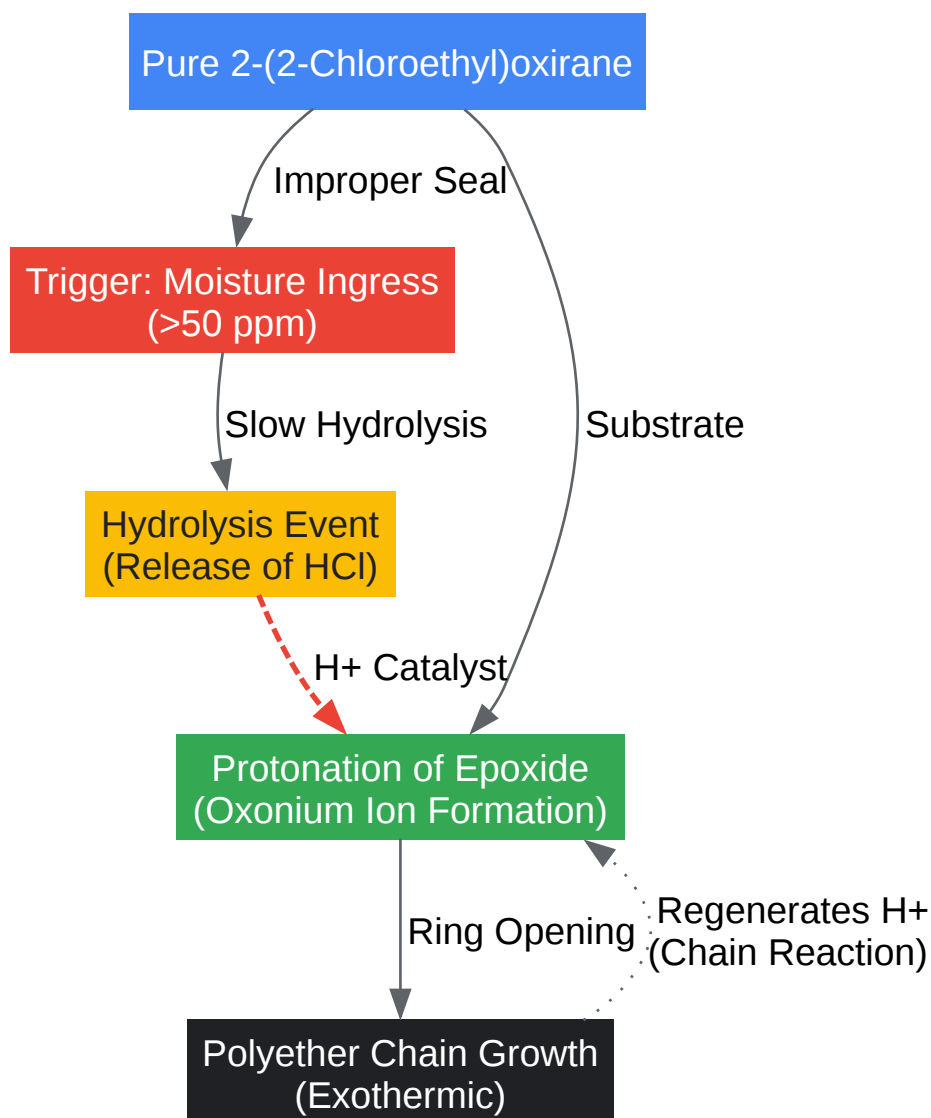 Pure 2-(2-Chloroethyl)oxirane
Improper Seal
Trigger: Moisture Ingress
(>50 ppm)
Slow Hydrolysis
Substrate
Hydrolysis Event
(Release of HCl)
H+ Catalyst
Protonation of Epoxide
(Oxonium Ion Formation)
Ring Opening
Regenerates H+
(Chain Reaction)
Polyether Chain Growth
(Exothermic)